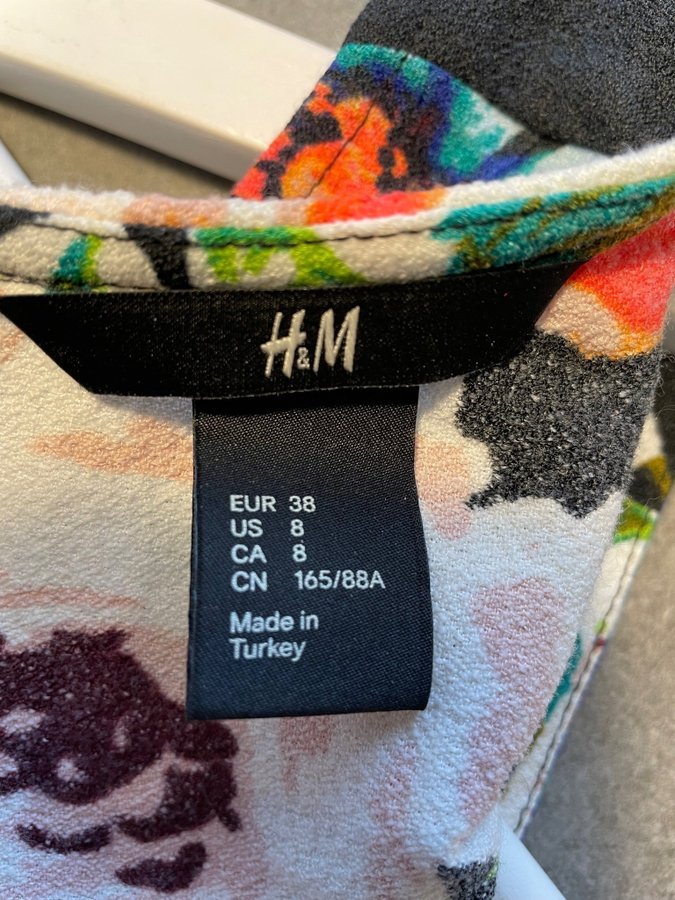 H&M
EUR 38
US 8
CA 8
CN 165/88A
Made in
Turkey